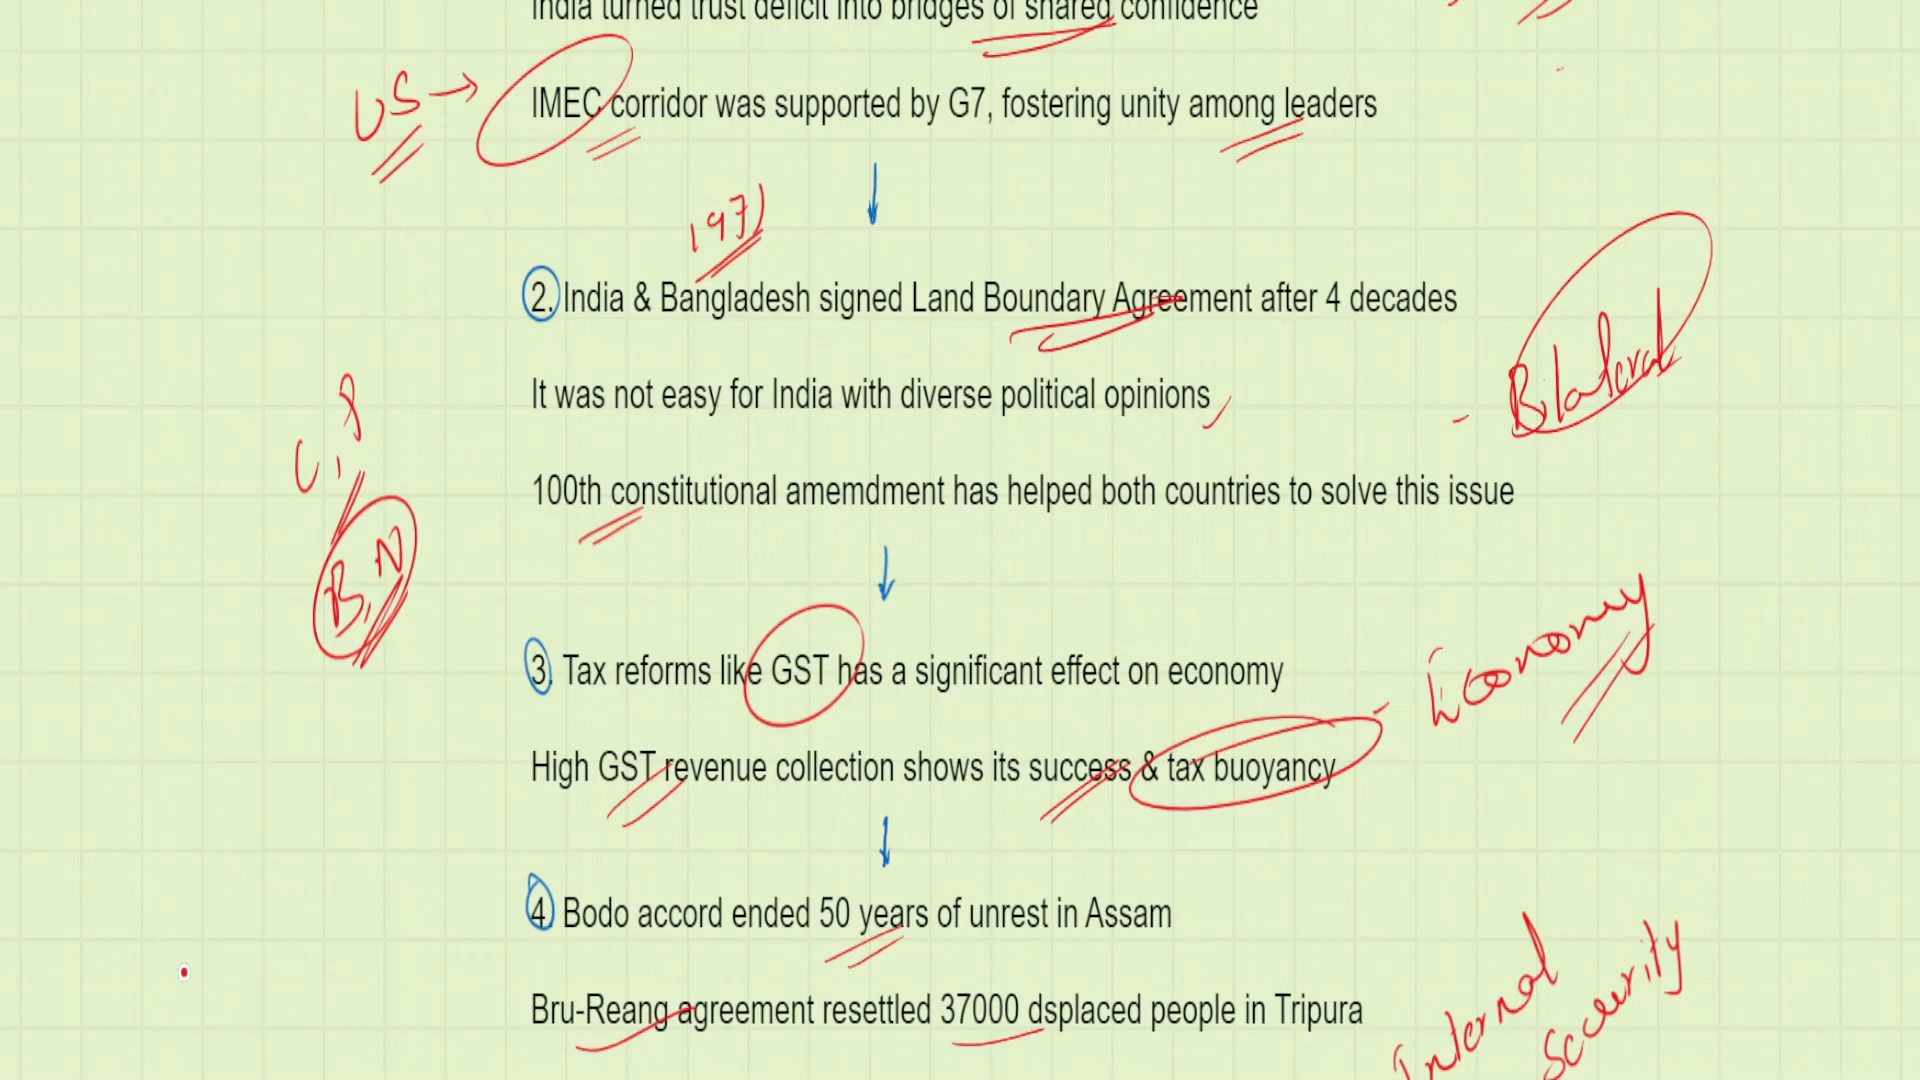 India turned trust deficit into bridges of shared confidence
US →
IMEC corridor was supported by G7, fostering unity among leaders
1971
2. India & Bangladesh signed Land Boundary Agreement after 4 decades
It was not easy for India with diverse political opinions
- Bilateral
100th constitutional amemdment has helped both countries to solve this issue
C, P
B, N
3. Tax reforms like GST has a significant effect on economy
- Economy
High GST revenue collection shows its success & tax buoyancy
4. Bodo accord ended 50 years of unrest in Assam
Bru-Reang agreement resettled 37000 dsplaced people in Tripura
Internal
Security